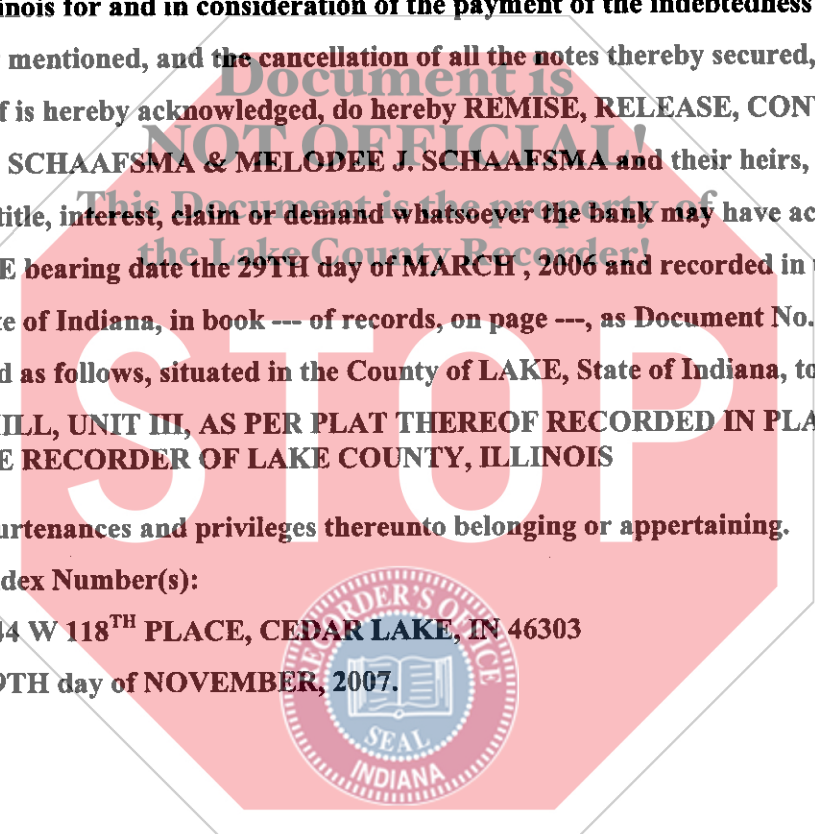 inois for and in consideration of the payment of the indebtedness
mentioned, and the cancellation of all the notes thereby secured,
Document is
f is hereby acknowledged, do hereby REMISE, RELEASE, CONV
NOT OFFICIAL!
SCHAAFSMA & MELODEE J. SCHAAFSMA and their heirs,
This Document is the property of
title, interest, claim or demand whatsoever the bank may have ac
the Lake County Recorder!
E bearing date the 29TH day of MARCH , 2006 and recorded in
te of Indiana, in book --- of records, on page ---, as Document No.
d as follows, situated in the County of LAKE, State of Indiana, to
STOP
ILL, UNIT III, AS PER PLAT THEREOF RECORDED IN PLA
E RECORDER OF LAKE COUNTY, ILLINOIS
urtenances and privileges thereunto belonging or appertaining.
dex Number(s):
44 W 118TH PLACE, CEDAR LAKE, IN 46303
9TH day of NOVEMBER, 2007.
RECORDER'S OFFICE
SEAL
INDIANA